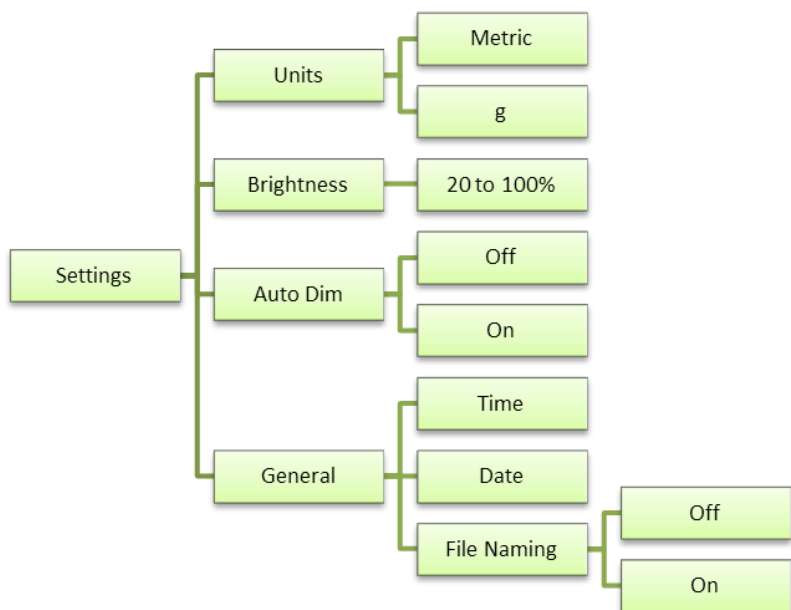 Settings
Units
Metric
g
Brightness
20 to 100%
Auto Dim
Off
On
General
Time
Date
File Naming
Off
On